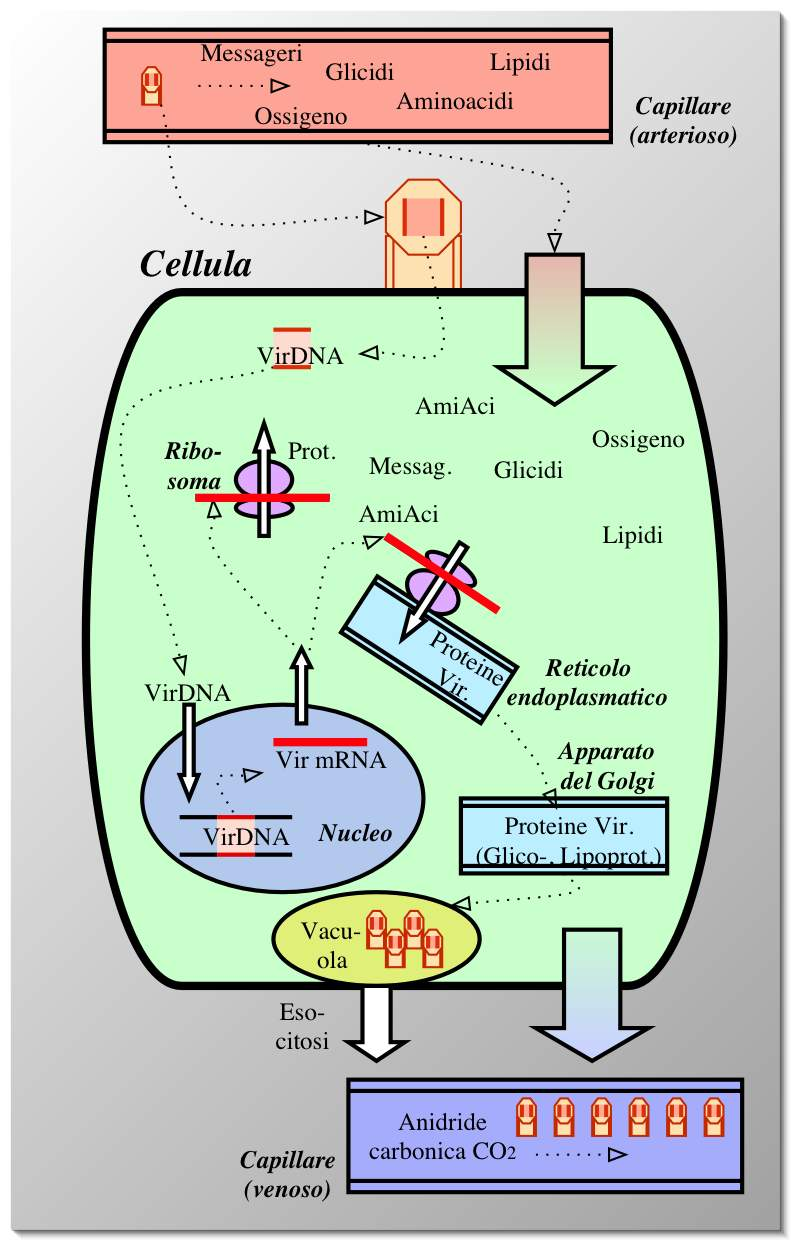 Messageri
Glicidi
Lipidi
Aminoacidi
Ossigeno
Capillare
(arterioso)
Cellula
VirDNA
AmiAci
Ossigeno
Ribo-
soma
Prot.
Messag.
Glicidi
AmiAci
Lipidi
Proteine
Vir.
Reticolo
endoplasmatico
VirDNA
Vir mRNA
Apparato
del Golgi
VirDNA
Nucleo
Proteine Vir.
(Glico-, Lipoprot.)
Vacu-
ola
Eso-
citosi
Anidride
carbonica CO2
Capillare
(venoso)